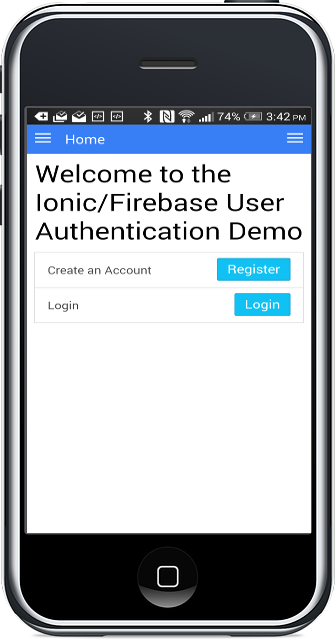 74% 3:42 PM
Home
Welcome to the
Ionic/Firebase User
Authentication Demo
Create an Account Register
Login Login